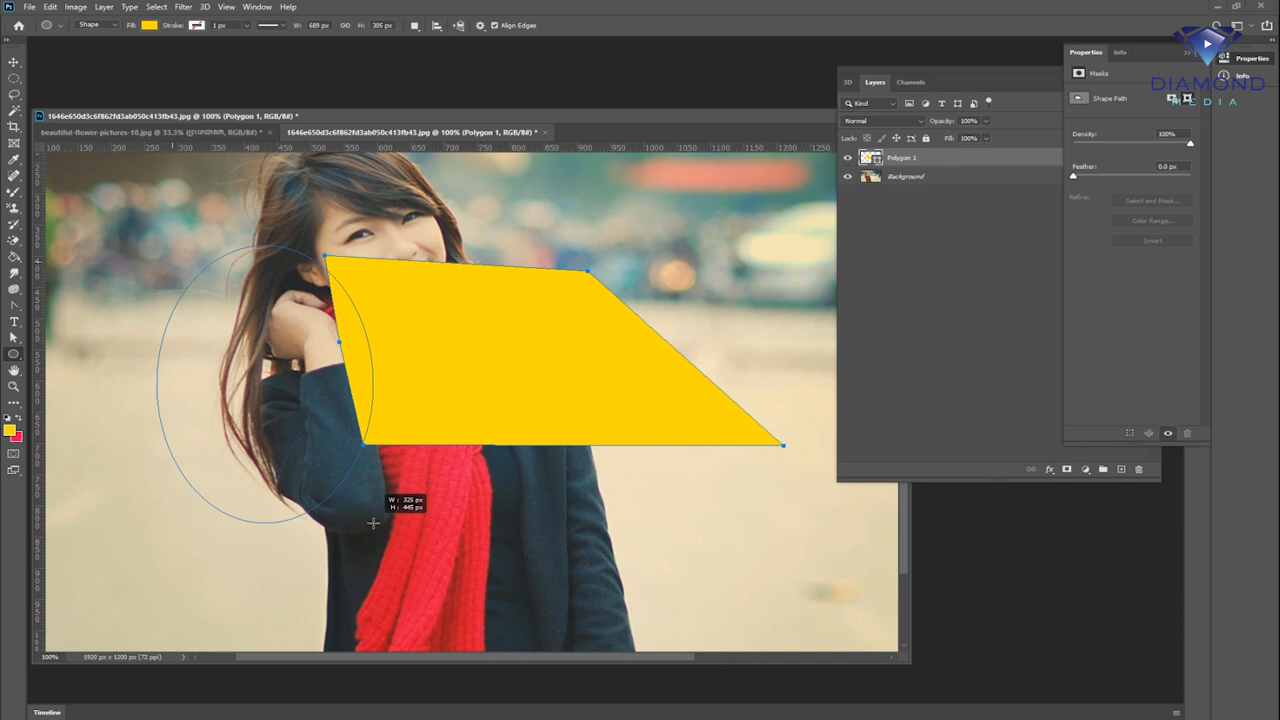 File Edit Image Layer Type Select Filter 3D View Window Help
Shape Fill: Stroke: 1 px W: 689 px H: 305 px Align Edges
1646e650d3c6f862fd3ab050c413fb43.jpg @ 100% (Polygon 1, RGB/8#) *
beautiful-flower-pictures-10.jpg @ 33.3% RGB/8#) * 1646e650d3c6f862fd3ab050c413fb43.jpg @ 100% (Polygon 1, RGB/8#) *
100 150 200 250 300 350 400 450 500 550 600 650 700 750 800 850 900 950 1000 1050 1100 1150 1200 1250 1300
W: 325 px
H: 445 px
100% 1920 px x 1200 px (72 ppi)
Timeline
3D Layers Channels
Kind
Normal Opacity: 100%
Lock: Fill: 100%
Polygon 1
Background
Properties Info
Masks
Shape Path
Density: 100%
Feather: 0.0 px
Refine: Select and Mask...
Color Range...
Invert
Properties
Info
DIAMOND
MEDIA